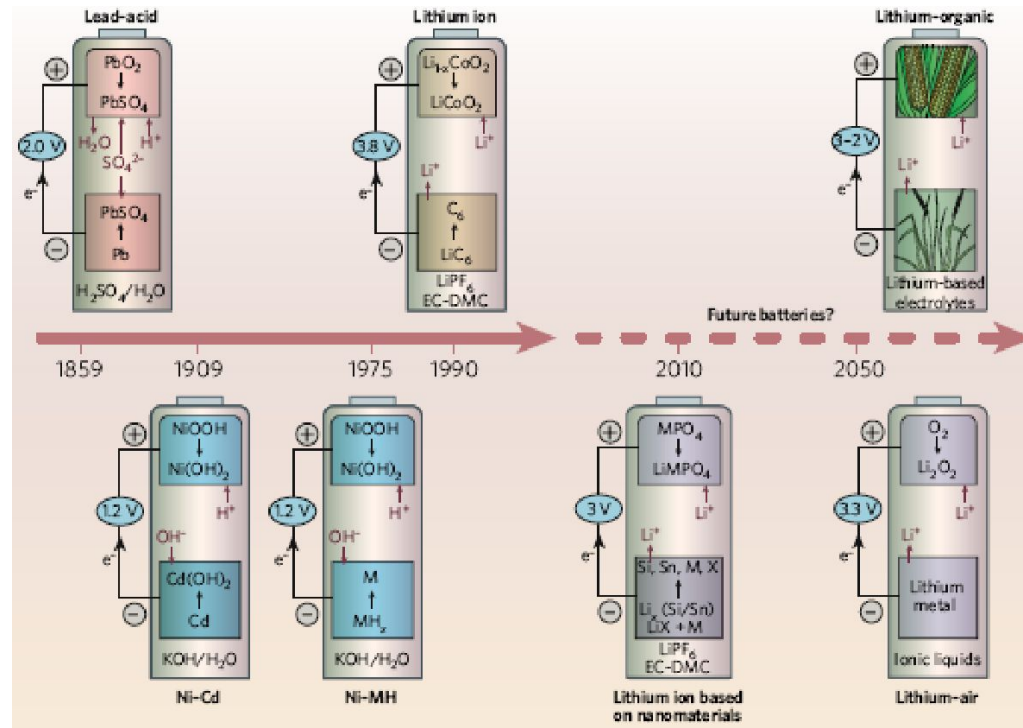 Lead-acid
PbO₂
PbSO₄
H₂O
H⁺
SO₄²⁻
2.0 V
e⁻
PbSO₄
Pb
H₂SO₄/H₂O
+
−
Lithium ion
Li₁₋ₓCoO₂
LiCoO₂
Li⁺
3.8 V
Li⁺
e⁻
C₆
LiC₆
LiPF₆
EC-DMC
+
−
Lithium-organic
Li⁺
3-2 V
Li⁺
e⁻
Lithium-based
electrolytes
+
−
Future batteries?
1859
1909
1975
1990
2010
2050
NiOOH
Ni(OH)₂
H⁺
1.2 V
OH⁻
e⁻
Cd(OH)₂
Cd
KOH/H₂O
+
−
Ni-Cd
NiOOH
Ni(OH)₂
H⁺
1.2 V
OH⁻
e⁻
M
MHₓ
KOH/H₂O
+
−
Ni-MH
MPO₄
LiMPO₄
Li⁺
3 V
Li⁺
e⁻
Si, Sn, M, X
Liₓ(Si/Sn)
LiX + M
LiPF₆
EC-DMC
+
−
Lithium ion based
on nanomaterials
O₂
Li₂O₂
Li⁺
3.3 V
Li⁺
e⁻
Lithium
metal
Ionic liquids
+
−
Lithium-air